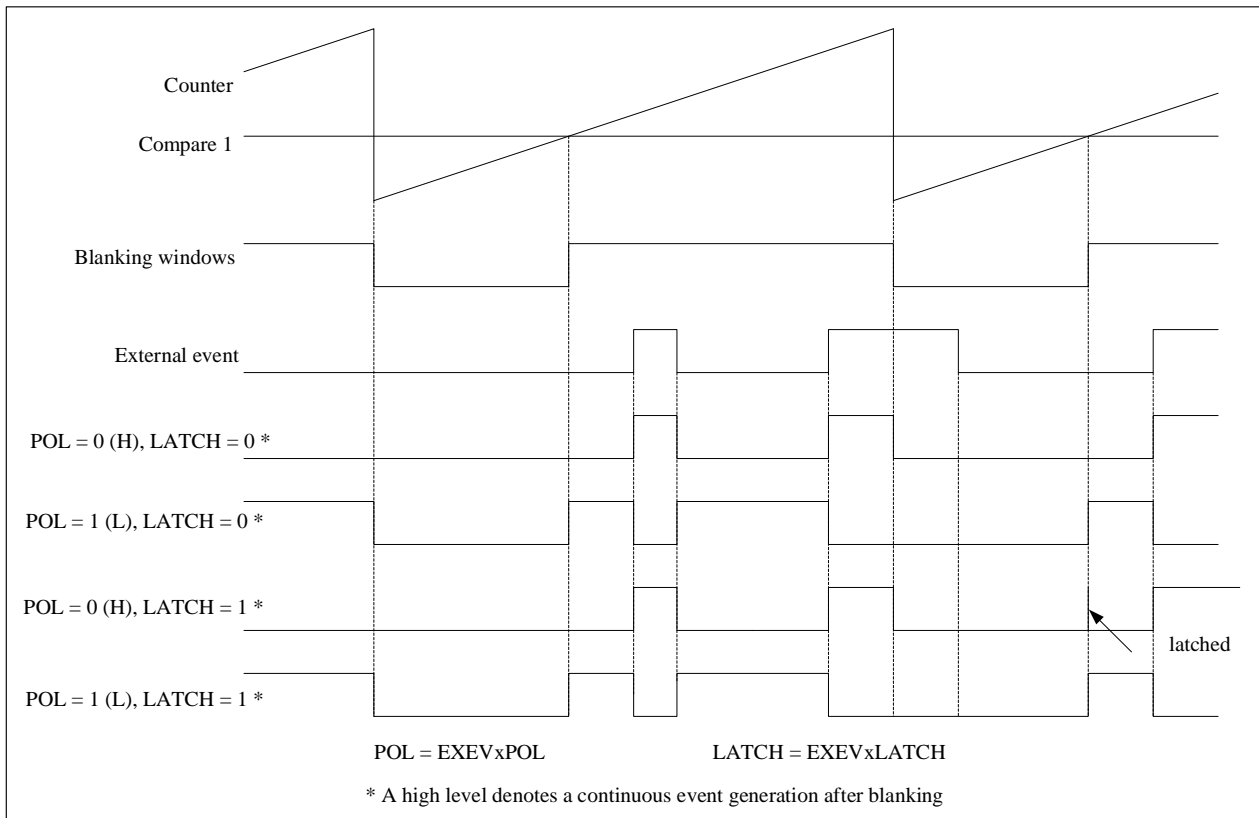 Counter
Compare 1
Blanking windows
External event
POL = 0 (H), LATCH = 0 *
POL = 1 (L), LATCH = 0 *
POL = 0 (H), LATCH = 1 *
latched
POL = 1 (L), LATCH = 1 *
POL = EXEVxPOL LATCH = EXEVxLATCH
* A high level denotes a continuous event generation after blanking